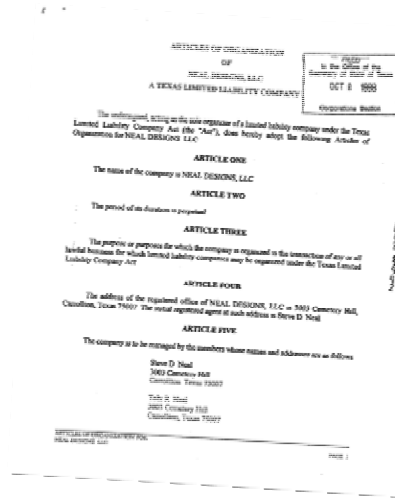 ARTICLES OF ORGANIZATION
OF
NEAL DESIGNS, LLC
A TEXAS LIMITED LIABILITY COMPANY
FILED
In the Office of the
Secretary of State of Texas
OCT 8 1999
Corporations Section
The undersigned, acting as the sole organizer of a limited liability company under the Texas
Limited Liability Company Act (the "Act"), does hereby adopt the following Articles of
Organization for NEAL DESIGNS LLC
ARTICLE ONE
The name of the company is NEAL DESIGNS, LLC
ARTICLE TWO
The period of its duration is perpetual
ARTICLE THREE
The purpose or purposes for which the company is organized is the transaction of any or all
lawful business for which limited liability companies may be organized under the Texas Limited
Liability Company Act
ARTICLE FOUR
The address of the registered office of NEAL DESIGNS, LLC is 3003 Cemetery Hill,
Carrollton, Texas 75007 The initial registered agent at such address is Steve D Neal
ARTICLE FIVE
The company is to be managed by the members whose names and addresses are as follows
Steve D Neal
3003 Cemetery Hill
Carrollton, Texas 75007
Neal
3003 Cemetery Hill
Carrollton, Texas 75007
ARTICLES OF ORGANIZATION FOR
NEAL DESIGNS LLC
PAGE 1